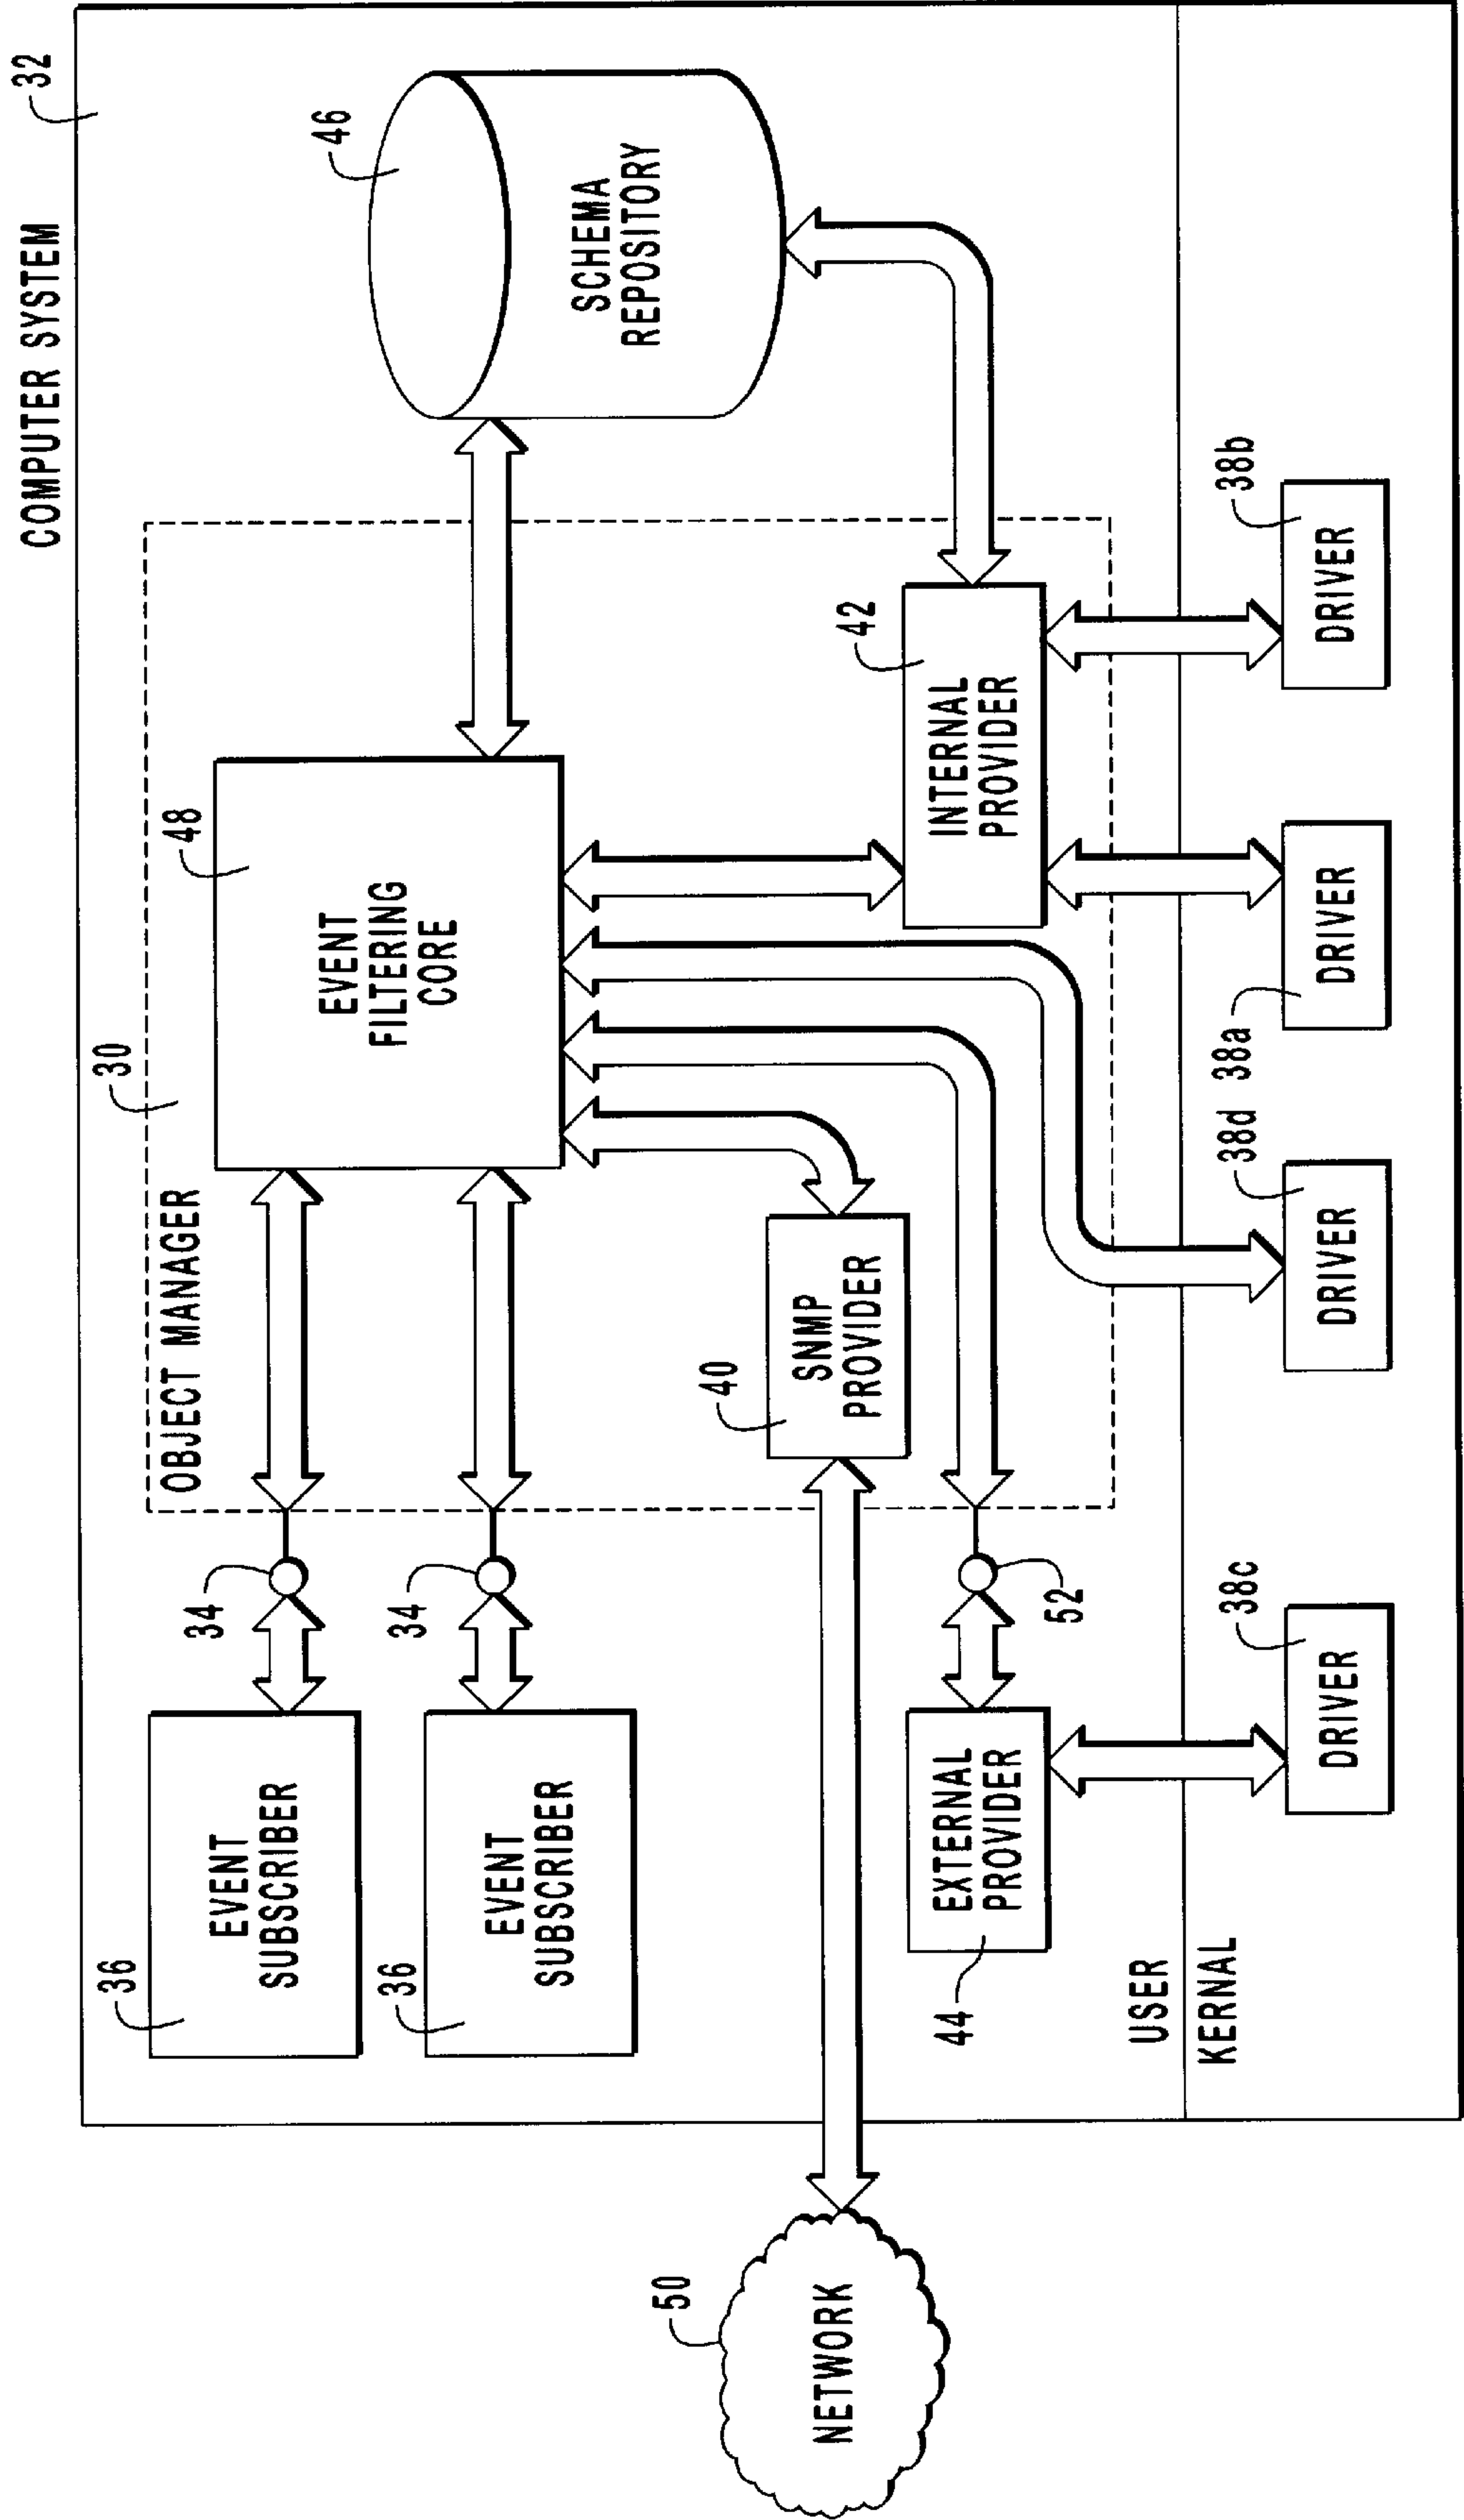 COMPUTER SYSTEM
32
30
OBJECT MANAGER
36
EVENT
SUBSCRIBER
34
48
EVENT
FILTERING
CORE
46
SCHEMA
REPOSITORY
36
EVENT
SUBSCRIBER
34
50
NETWORK
40
SNMP
PROVIDER
42
INTERNAL
PROVIDER
44
EXTERNAL
PROVIDER
52
USER
KERNAL
38c
DRIVER
38d
DRIVER
38a
DRIVER
38b
DRIVER